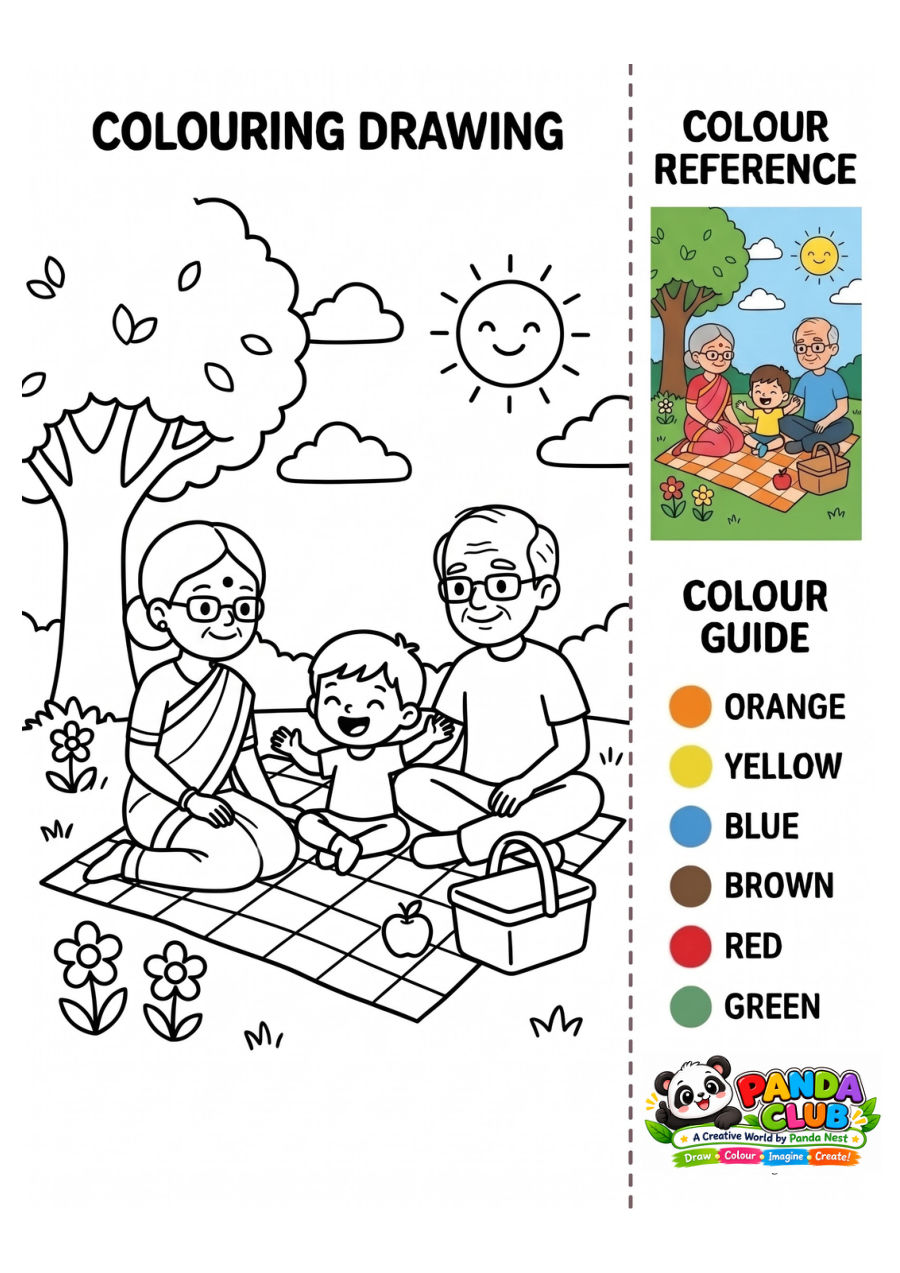 COLOURING DRAWING
COLOUR
REFERENCE
COLOUR
GUIDE
ORANGE
YELLOW
BLUE
BROWN
RED
GREEN
PANDA
CLUB
A Creative World by Panda Nest
Draw • Colour • Imagine • Create!